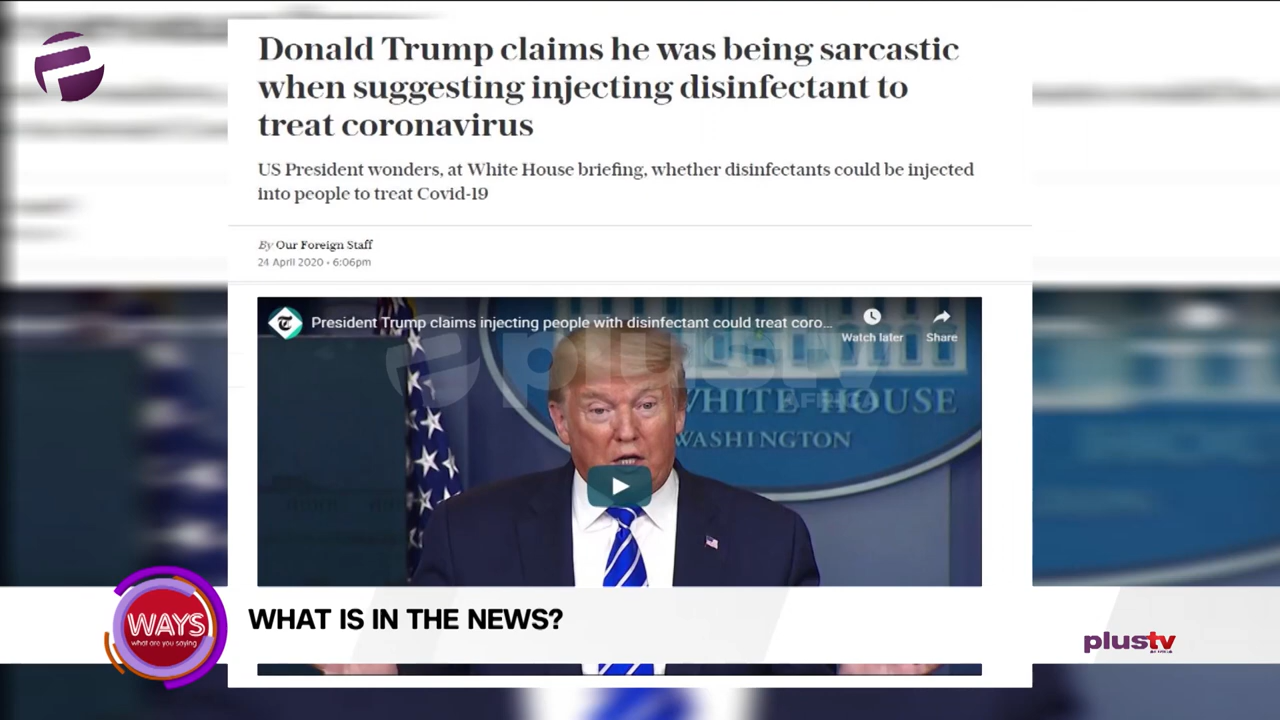 Donald Trump claims he was being sarcastic
when suggesting injecting disinfectant to
treat coronavirus
US President wonders, at White House briefing, whether disinfectants could be injected
into people to treat Covid-19
By Our Foreign Staff
24 April 2020 • 6:06pm
President Trump claims injecting people with disinfectant could treat coro...
Watch later
Share
plustv
AFRICA
WHITE HOUSE
WASHINGTON
WAYS
what are you saying
WHAT IS IN THE NEWS?
plustv